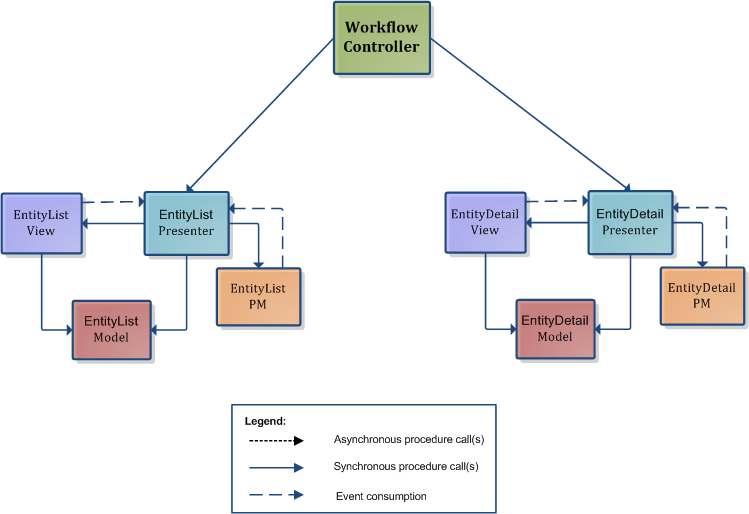 Workflow
Controller
EntityList
View
EntityList
Presenter
EntityList
PM
EntityList
Model
EntityDetail
View
EntityDetail
Presenter
EntityDetail
PM
EntityDetail
Model
Legend:
Asynchronous procedure call(s)
Synchronous procedure call(s)
Event consumption